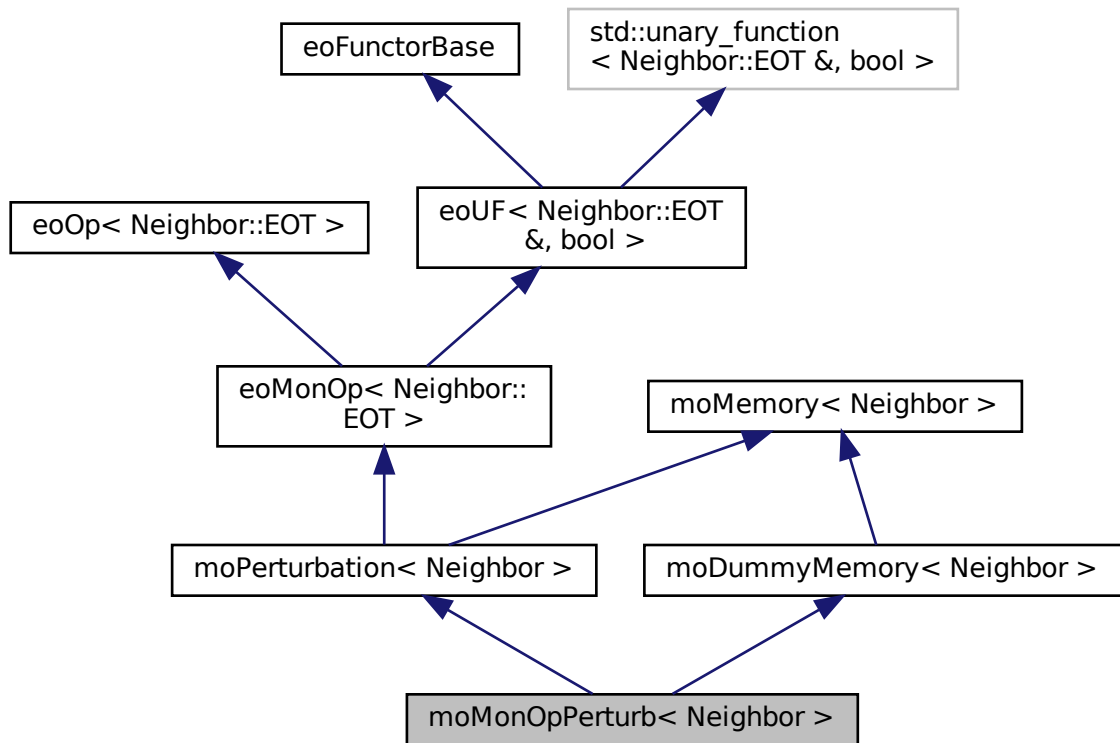 eoFunctorBase
std::unary_function
< Neighbor::EOT &, bool >
eoOp< Neighbor::EOT >
eoUF< Neighbor::EOT
&, bool >
eoMonOp< Neighbor::
EOT >
moMemory< Neighbor >
moPerturbation< Neighbor >
moDummyMemory< Neighbor >
moMonOpPerturb< Neighbor >